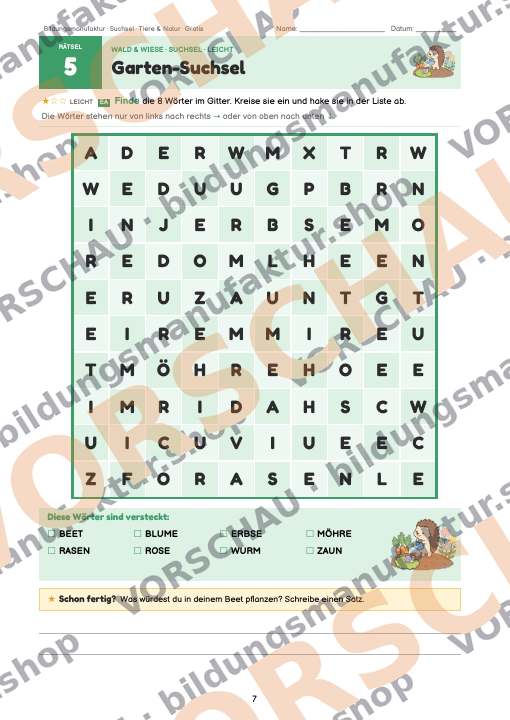 Bildungsmanufaktur · Suchsel · Tiere & Natur · Gratis Name: Datum:
RÄTSEL
5
WALD & WIESE · SUCHSEL · LEICHT
Garten-Suchsel
★☆☆ LEICHT EA Finde die 8 Wörter im Gitter. Kreise sie ein und hake sie in der Liste ab.
Die Wörter stehen nur von links nach rechts → oder von oben nach unten ↓.
A D E R W M X T R W
W E D U U G P B R N
I N J E R B S E M O
R E D O M L H E E N
E R U Z A U N T G T
E I R E M M I R E U
T M Ö H R E H O E E
I M R I D A H S C W
U I C U V I U E E C
Z F O R A S E N L E
Diese Wörter sind versteckt:
☐ BEET ☐ BLUME ☐ ERBSE ☐ MÖHRE
☐ RASEN ☐ ROSE ☐ WURM ☐ ZAUN
★ Schon fertig? Was würdest du in deinem Beet pflanzen? Schreibe einen Satz.
7
VORSCHAU · bildungsmanufaktur.shop